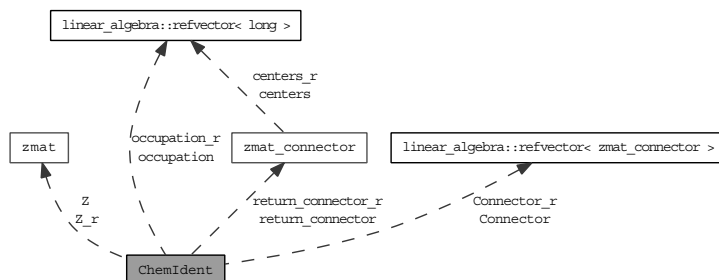 linear_algebra::refvector< long >
centers_r
centers
occupation_r
occupation
zmat
zmat_connector
linear_algebra::refvector< zmat_connector >
Z
Z_r
return_connector_r
return_connector
Connector_r
Connector
ChemIdent